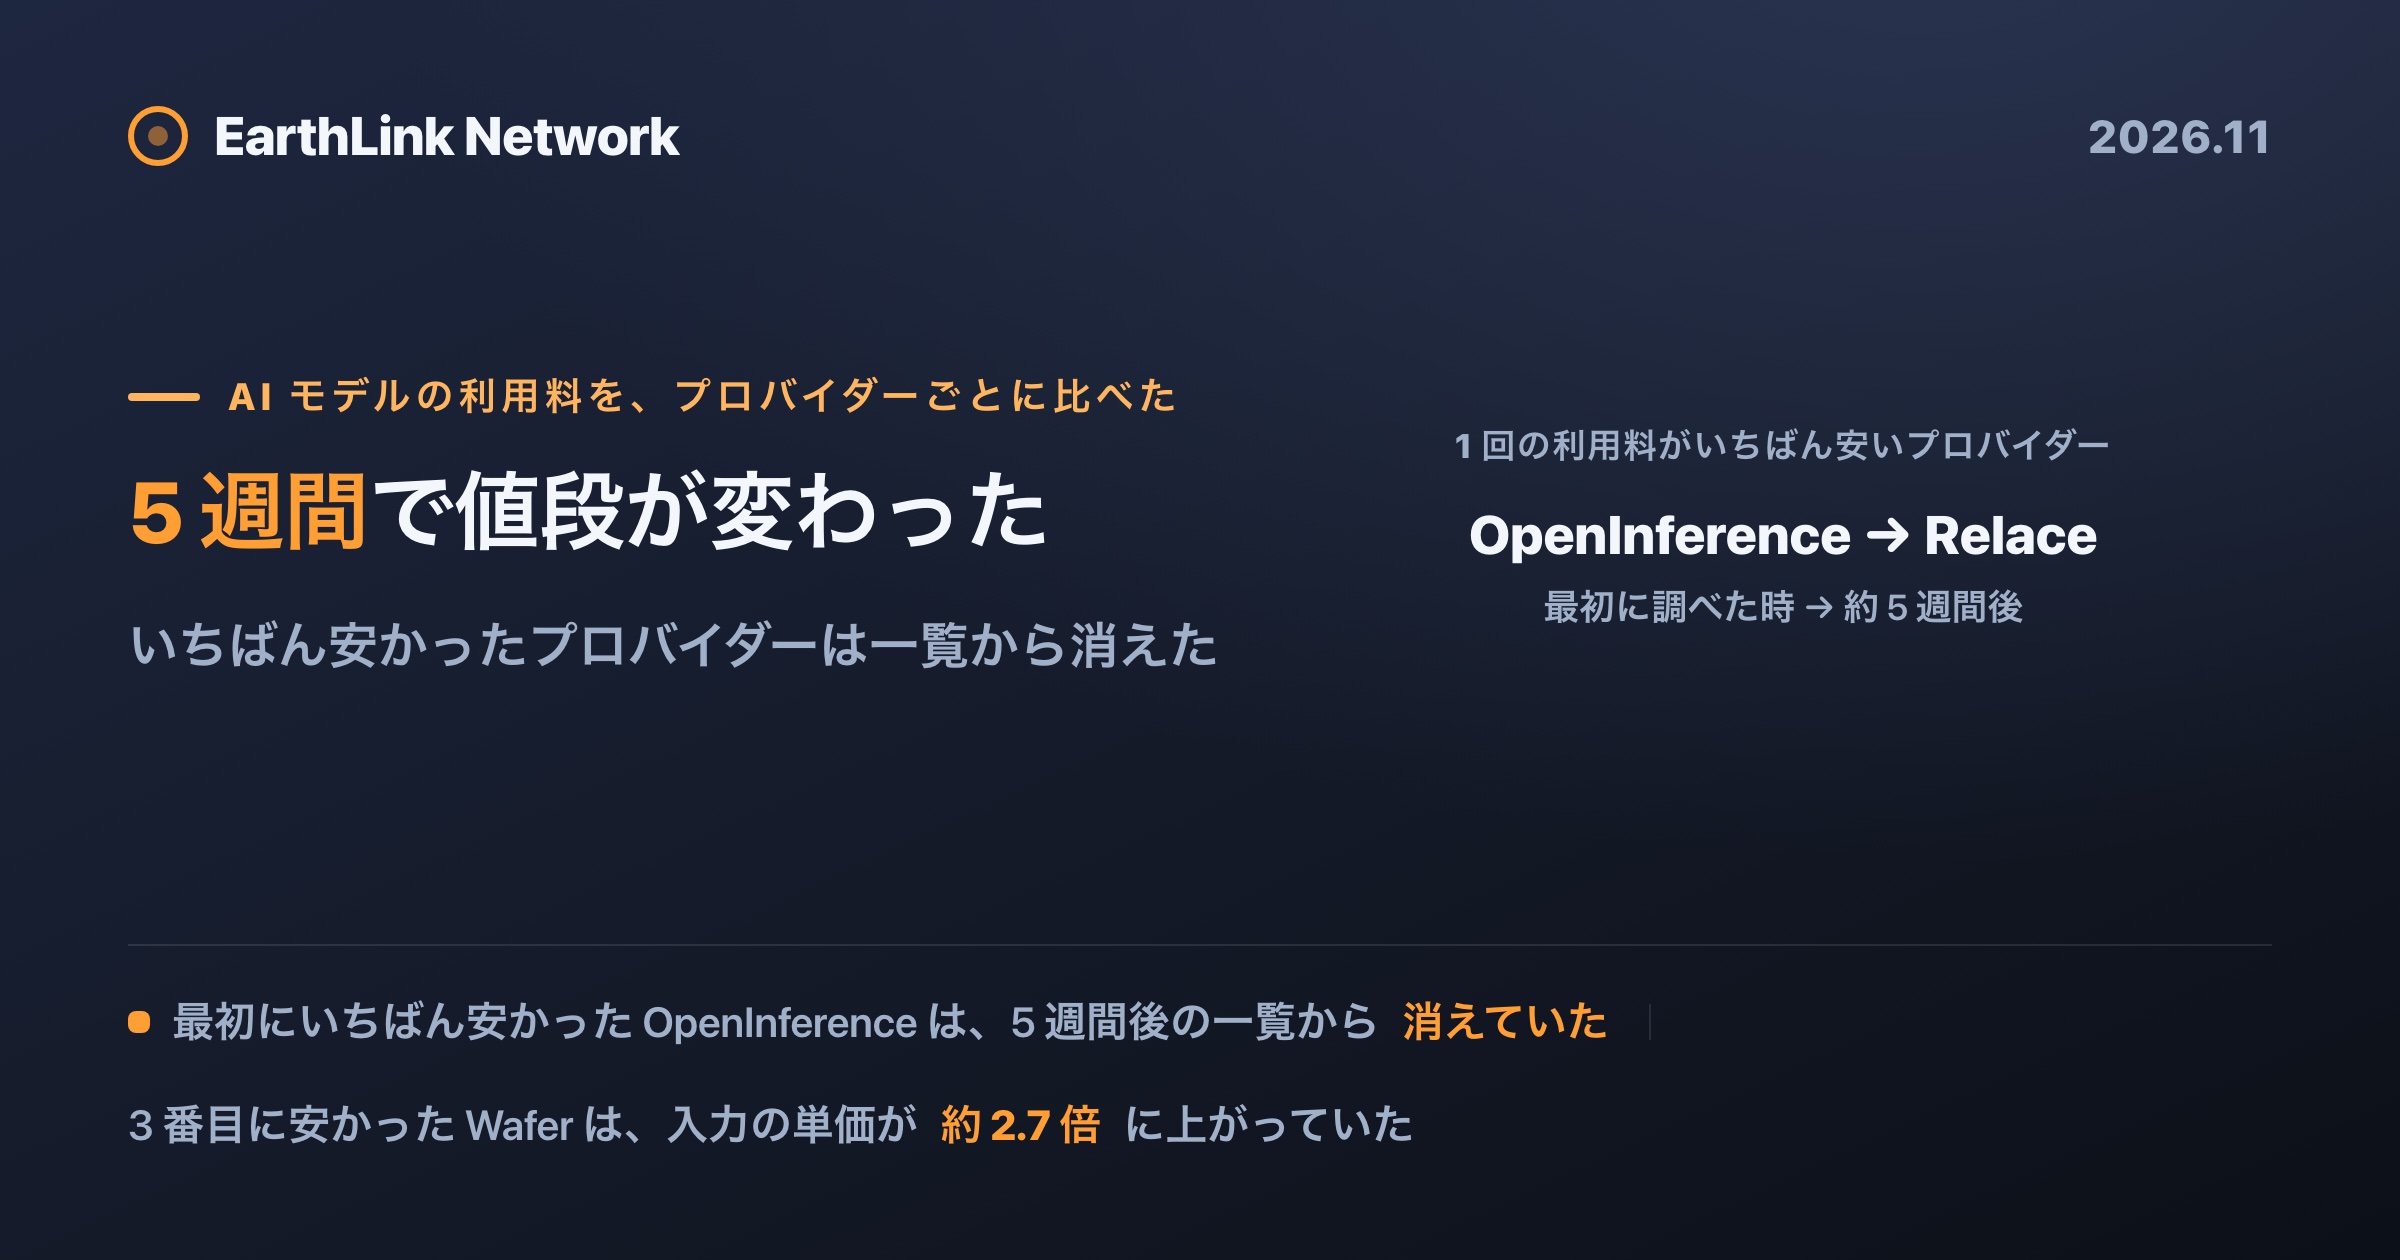 EarthLink Network
2026.11
AI モデルの利用料を、プロバイダーごとに比べた
5 週間で値段が変わった
いちばん安かったプロバイダーは一覧から消えた
1 回の利用料がいちばん安いプロバイダー
OpenInference → Relace
最初に調べた時 → 約 5 週間後
最初にいちばん安かった OpenInference は、5 週間後の一覧から 消えていた
3 番目に安かった Wafer は、入力の単価が 約 2.7 倍 に上がっていた